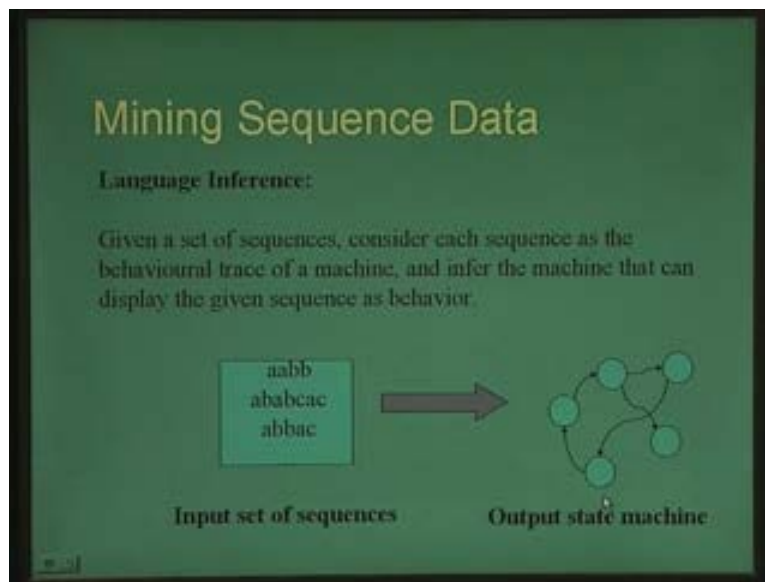 Mining Sequence Data
Language Inference:
Given a set of sequences, consider each sequence as the
behavioural trace of a machine, and infer the machine that can
display the given sequence as behavior.
aabb
ababcac
abbac
Input set of sequences
Output state machine